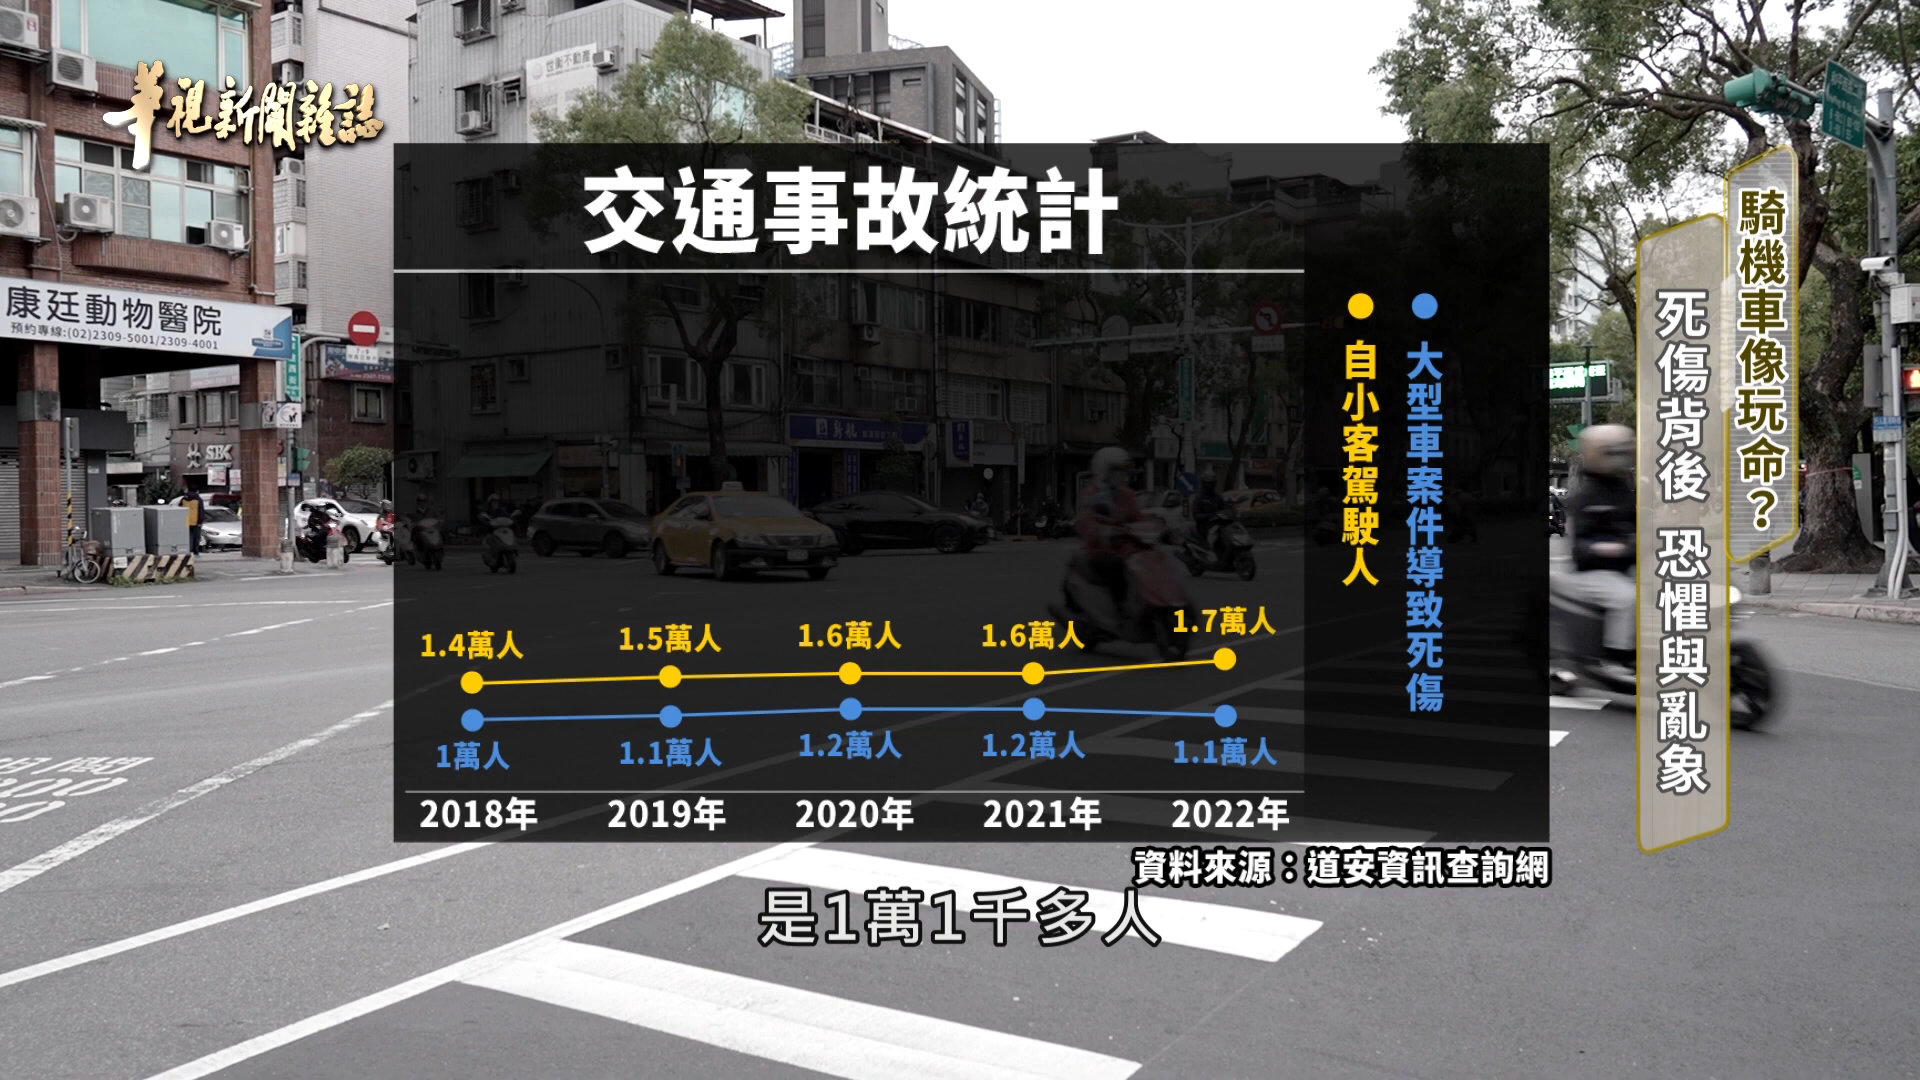 華視新聞雜誌
世衡不動產
康廷動物醫院
預約專線:(02)2309-5001/2309-4001
SBK
交通事故統計
自小客駕駛人
大型車案件導致死傷
1.4萬人
1.5萬人
1.6萬人
1.6萬人
1.7萬人
1萬人
1.1萬人
1.2萬人
1.2萬人
1.1萬人
2018年
2019年
2020年
2021年
2022年
資料來源：道安資訊查詢網
是1萬1千多人
騎機車像玩命？
死傷背後 恐懼與亂象